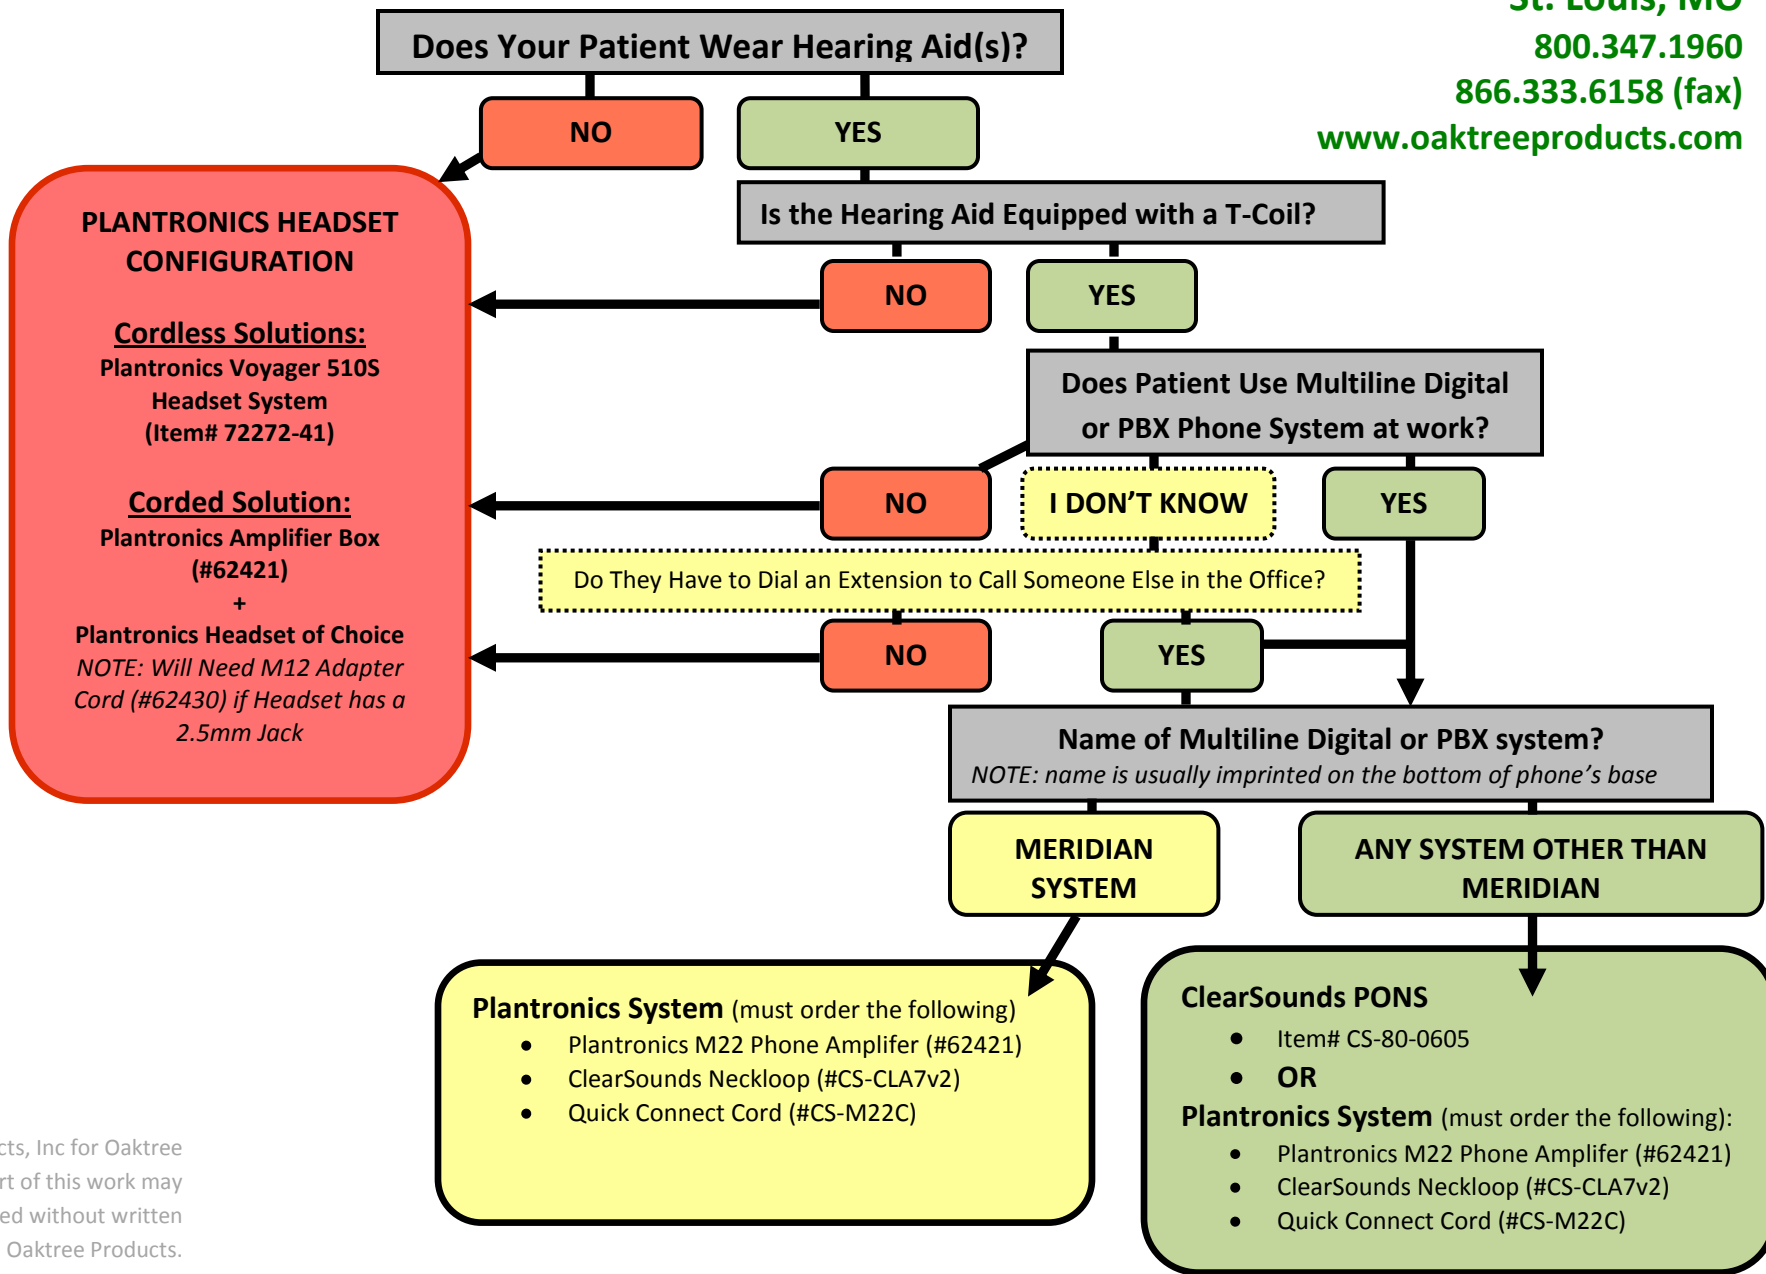 St. Louis, MO
800.347.1960
866.333.6158 (fax)
www.oaktreeproducts.com
Does Your Patient Wear Hearing Aid(s)?
NO
YES
Is the Hearing Aid Equipped with a T-Coil?
NO
YES
Does Patient Use Multiline Digital
or PBX Phone System at work?
NO
I DON'T KNOW
YES
Do They Have to Dial an Extension to Call Someone Else in the Office?
NO
YES
PLANTRONICS HEADSET
CONFIGURATION
Cordless Solutions:
Plantronics Voyager 510S
Headset System
(Item# 72272-41)
Corded Solution:
Plantronics Amplifier Box
(#62421)
+
Plantronics Headset of Choice
NOTE: Will Need M12 Adapter
Cord (#62430) if Headset has a
2.5mm Jack
Name of Multiline Digital or PBX system?
NOTE: name is usually imprinted on the bottom of phone's base
MERIDIAN
SYSTEM
ANY SYSTEM OTHER THAN
MERIDIAN
Plantronics System (must order the following)
• Plantronics M22 Phone Amplifer (#62421)
• ClearSounds Neckloop (#CS-CLA7v2)
• Quick Connect Cord (#CS-M22C)
ClearSounds PONS
• Item# CS-80-0605
• OR
Plantronics System (must order the following):
• Plantronics M22 Phone Amplifer (#62421)
• ClearSounds Neckloop (#CS-CLA7v2)
• Quick Connect Cord (#CS-M22C)
cts, Inc for Oaktree
rt of this work may
ed without written
Oaktree Products.